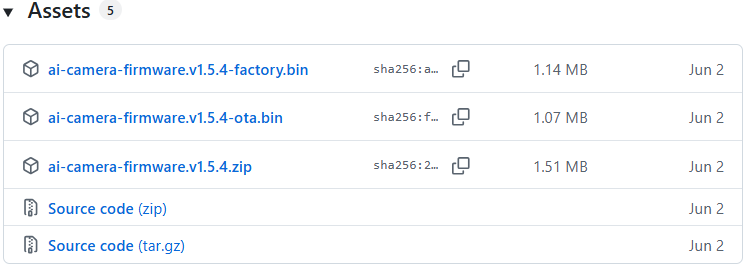 Assets 5
ai-camera-firmware.v1.5.4-factory.bin sha256:a… 1.14 MB Jun 2
ai-camera-firmware.v1.5.4-ota.bin sha256:f… 1.07 MB Jun 2
ai-camera-firmware.v1.5.4.zip sha256:2… 1.51 MB Jun 2
Source code (zip) Jun 2
Source code (tar.gz) Jun 2